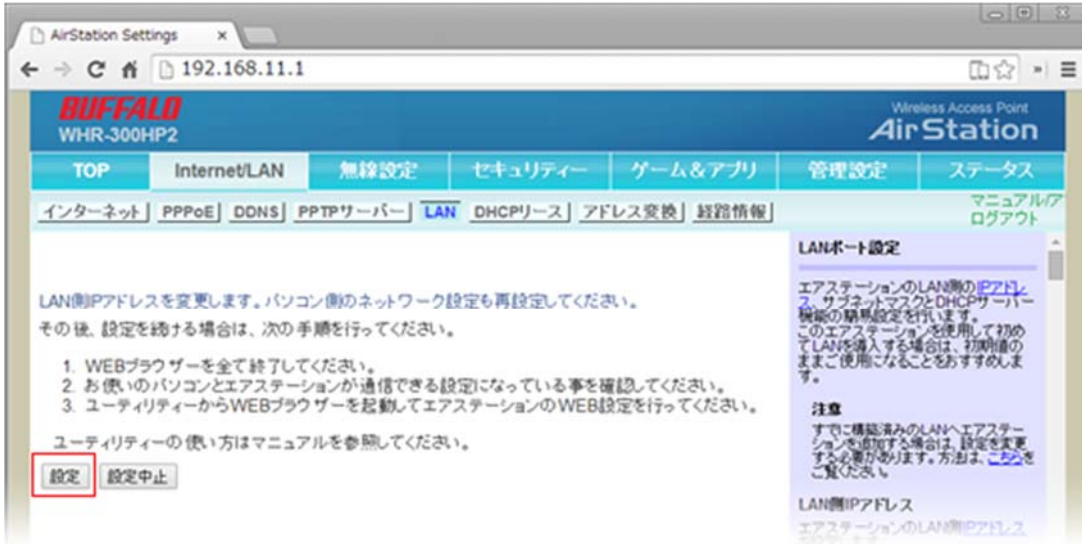 AirStation Settings
192.168.11.1
BUFFALO
WHR-300HP2
Wireless Access Point
AirStation
TOP Internet/LAN 無線設定 セキュリティー ゲーム＆アプリ 管理設定 ステータス
インターネット PPPoE DDNS PPTPサーバー LAN DHCPリース アドレス変換 経路情報
マニュアル/ア
ログアウト
LAN側IPアドレスを変更します。パソコン側のネットワーク設定も再設定してください。
その後、設定を続ける場合は、次の手順を行ってください。
1. WEBブラウザーを全て終了してください。
2. お使いのパソコンとエアステーションが通信できる設定になっている事を確認してください。
3. ユーティリティーからWEBブラウザーを起動してエアステーションのWEB設定を行ってください。
ユーティリティーの使い方はマニュアルを参照してください。
設定 設定中止
LANポート設定
エアステーションのLAN側のIPアドレ
ス、サブネットマスクとDHCPサーバー
機能の簡易設定を行います。
このエアステーションを使用して初め
てLANを導入する場合は、初期値の
ままご使用になることをおすすめしま
す。
注意
すでに構築済みのLANへエアステー
ションを追加する場合は、設定を変更
する必要があります。方法は、こちらを
ご覧ください。
LAN側IPアドレス
エアステーションのLAN側IPアドレス